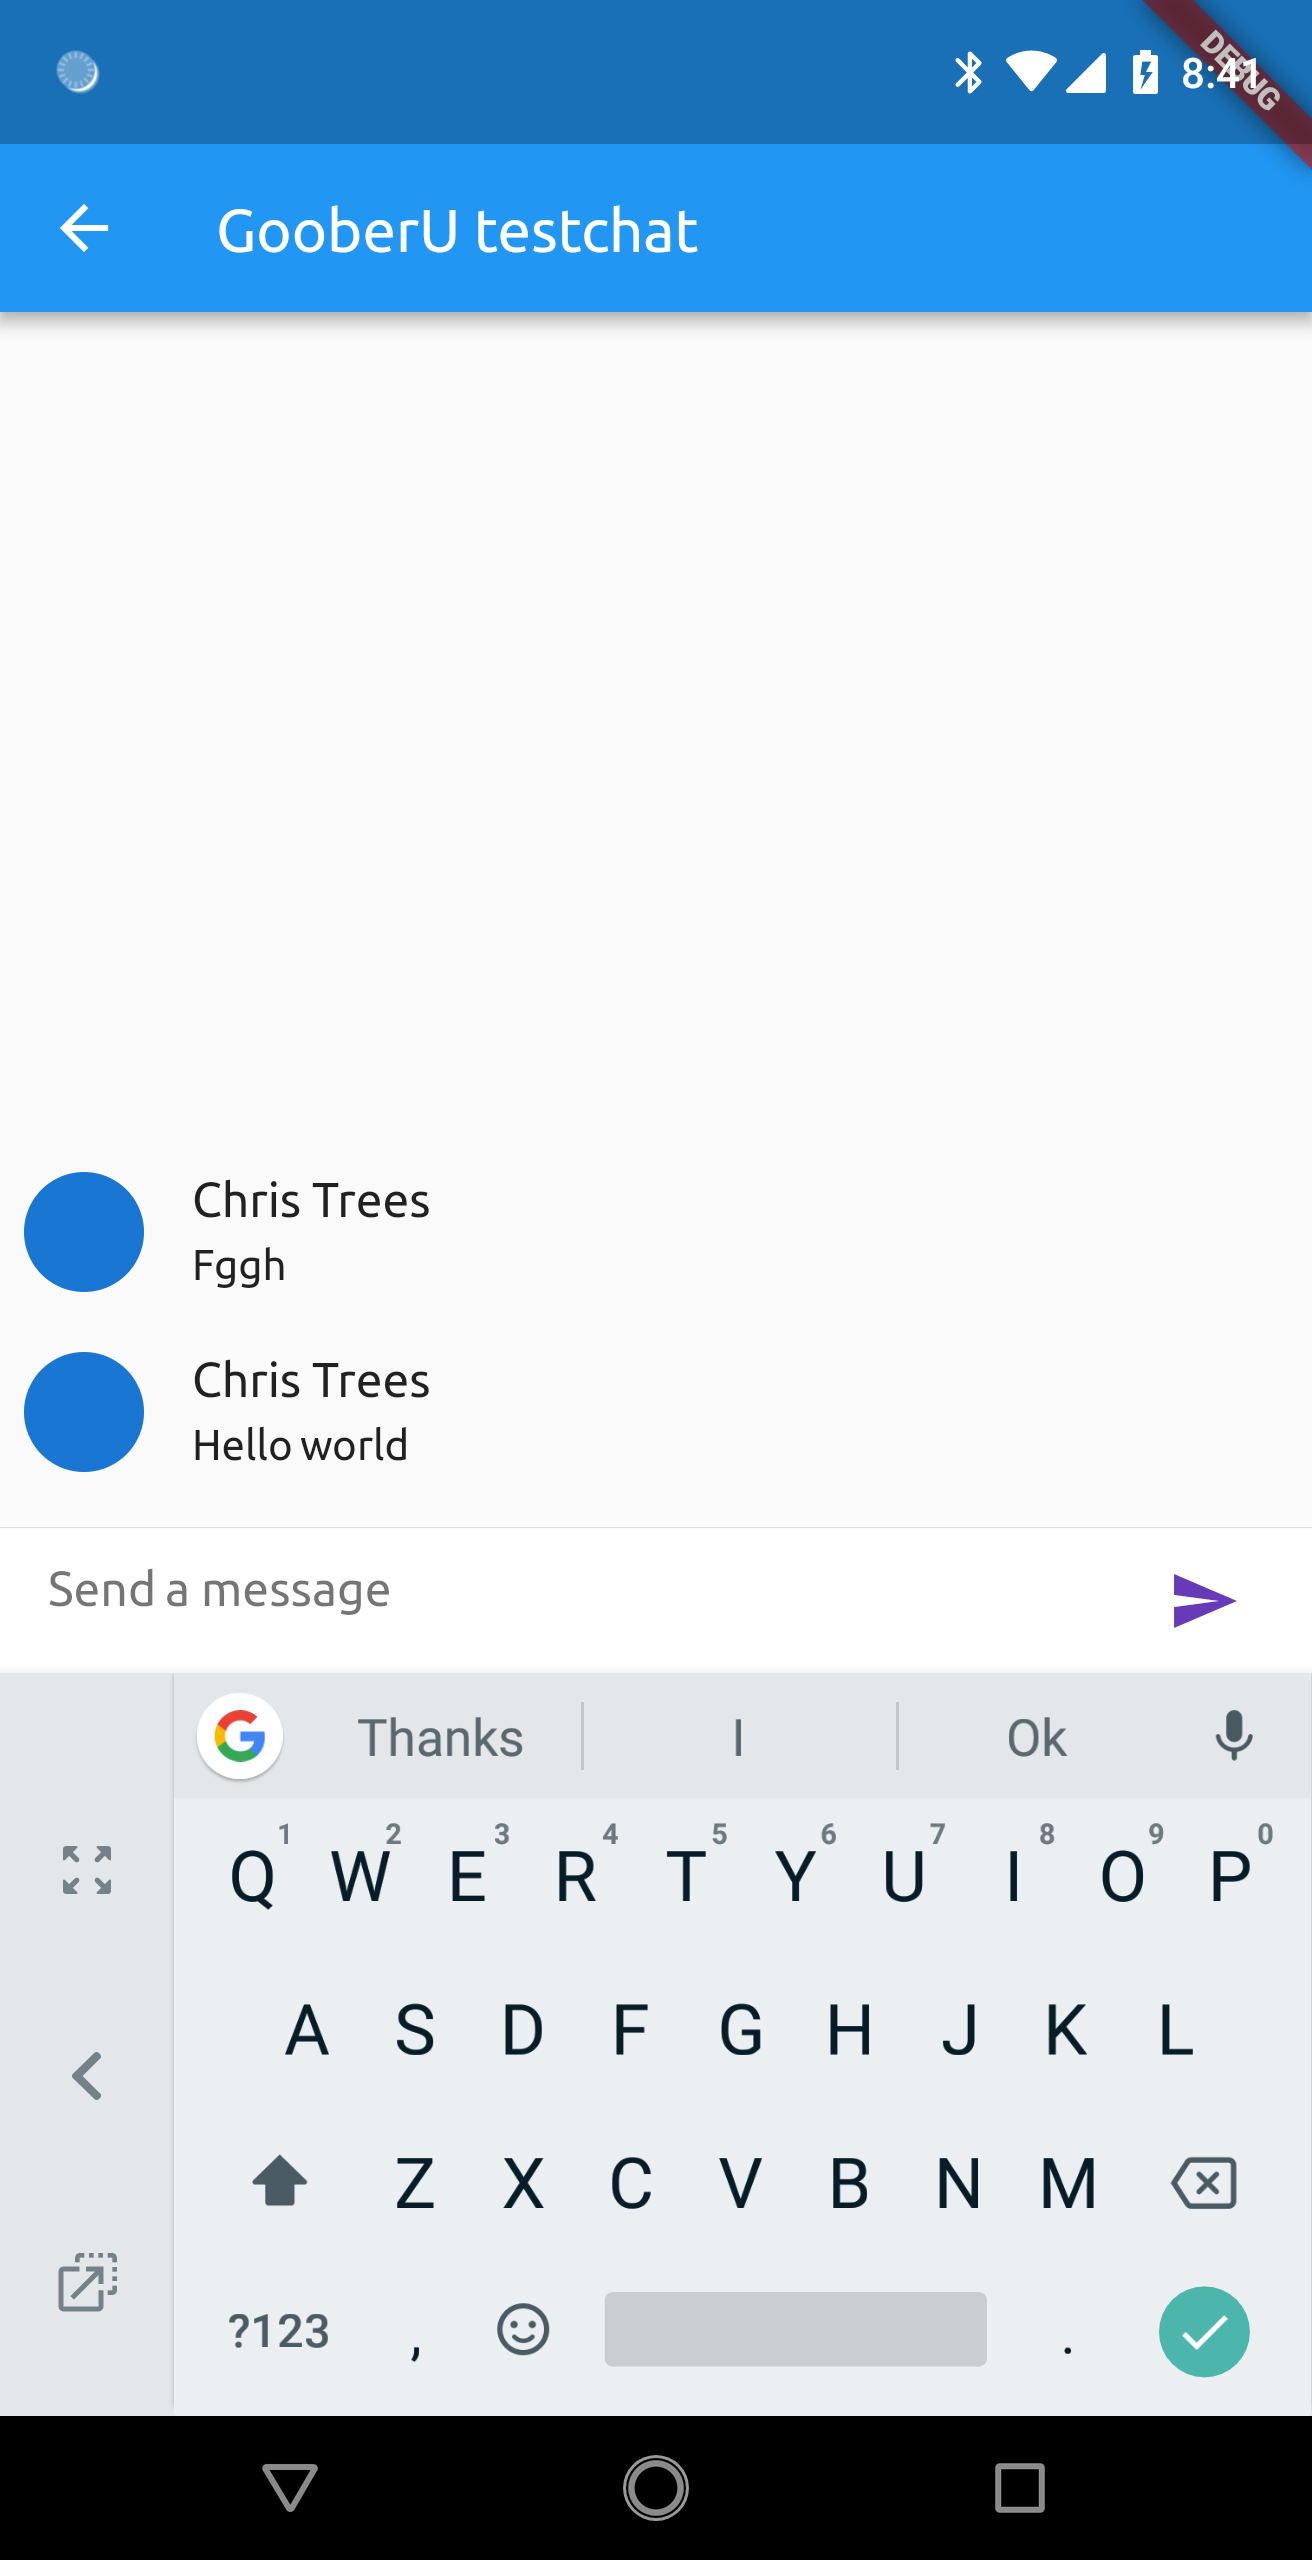 8:41
DEBUG
GooberU testchat
Chris Trees
Fggh
Chris Trees
Hello world
Send a message
G Thanks I Ok
1 2 3 4 5 6 7 8 9 0
Q W E R T Y U I O P
A S D F G H J K L
Z X C V B N M
?123 , .